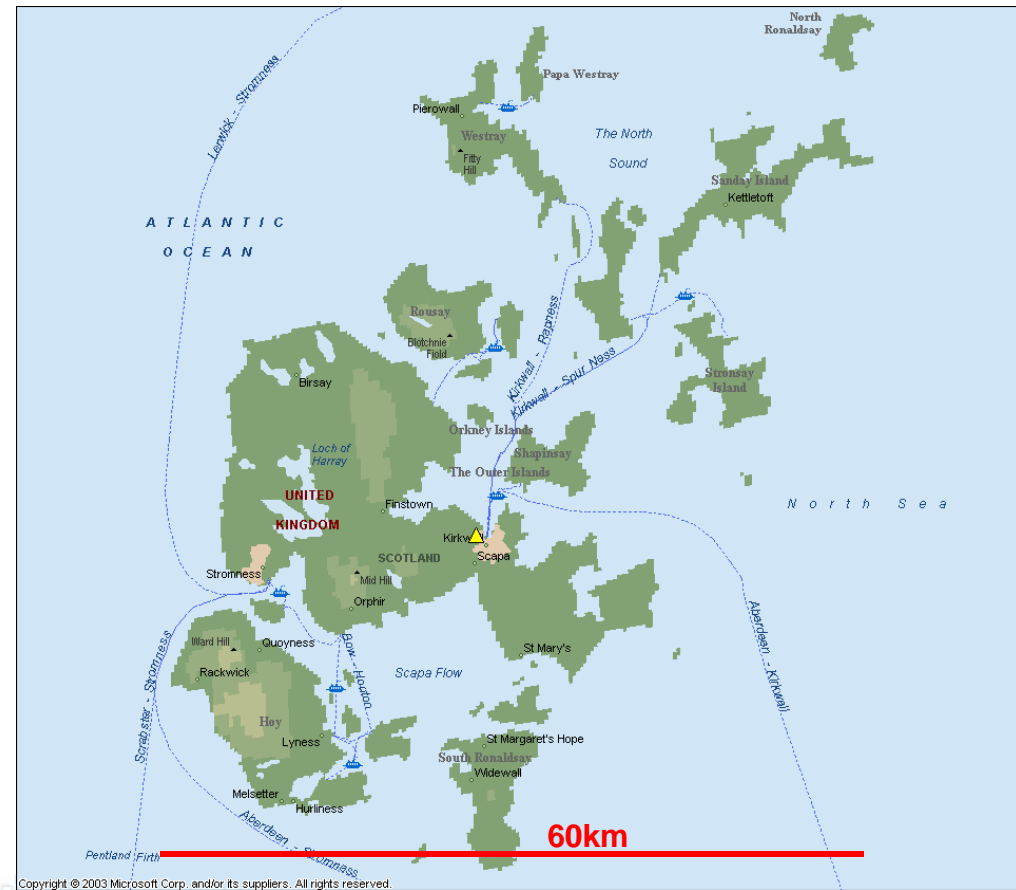 North
Ronaldsay
Papa Westray
Pierowall
Westray
The North
Sound
Fitty
Hill
Lerwick - Stromness
Sanday Island
Kettletoft
ATLANTIC
OCEAN
Rousay
Blotchnie
Fiold
Kirkwall - Rapness
Kirkwall - Spur Ness
Stronsay
Island
Birsay
Orkney Islands
Loch of
Harray
Shapinsay
The Outer Islands
UNITED
KINGDOM
Finstown
North Sea
Kirkwall
SCOTLAND
Scapa
Stromness
Mid Hill
Orphir
Aberdeen - Kirkwall
Scrabster - Stromness
Ward Hill
Quoyness
Bow - Houton
St Mary's
Rackwick
Scapa Flow
Hoy
Lyness
St Margaret's Hope
South Ronaldsay
Widewall
Melsetter
Hurliness
Aberdeen - Stromness
60km
Pentland Firth
Copyright © 2003 Microsoft Corp. and/or its suppliers. All rights reserved.